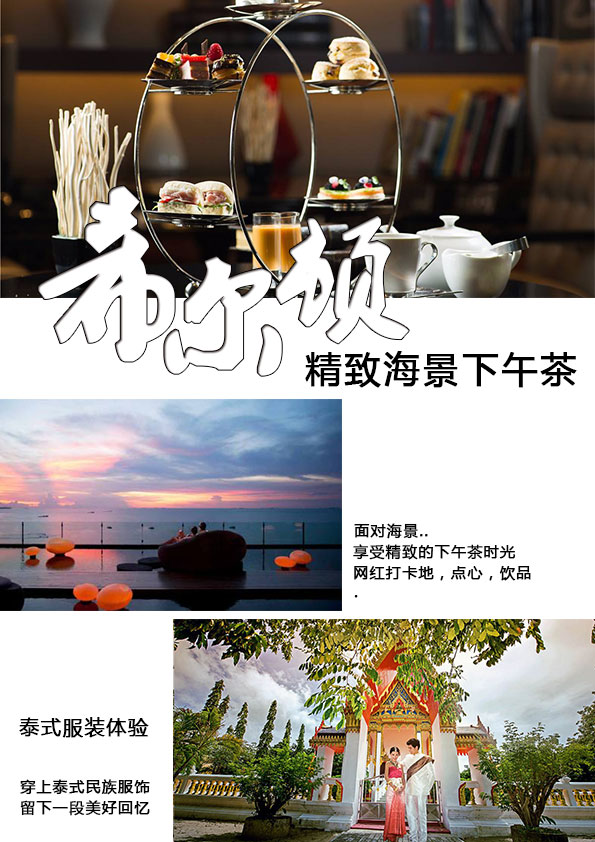 希尔顿
精致海景下午茶
面对海景..
享受精致的下午茶时光
网红打卡地，点心，饮品
.
泰式服装体验
穿上泰式民族服饰
留下一段美好回忆